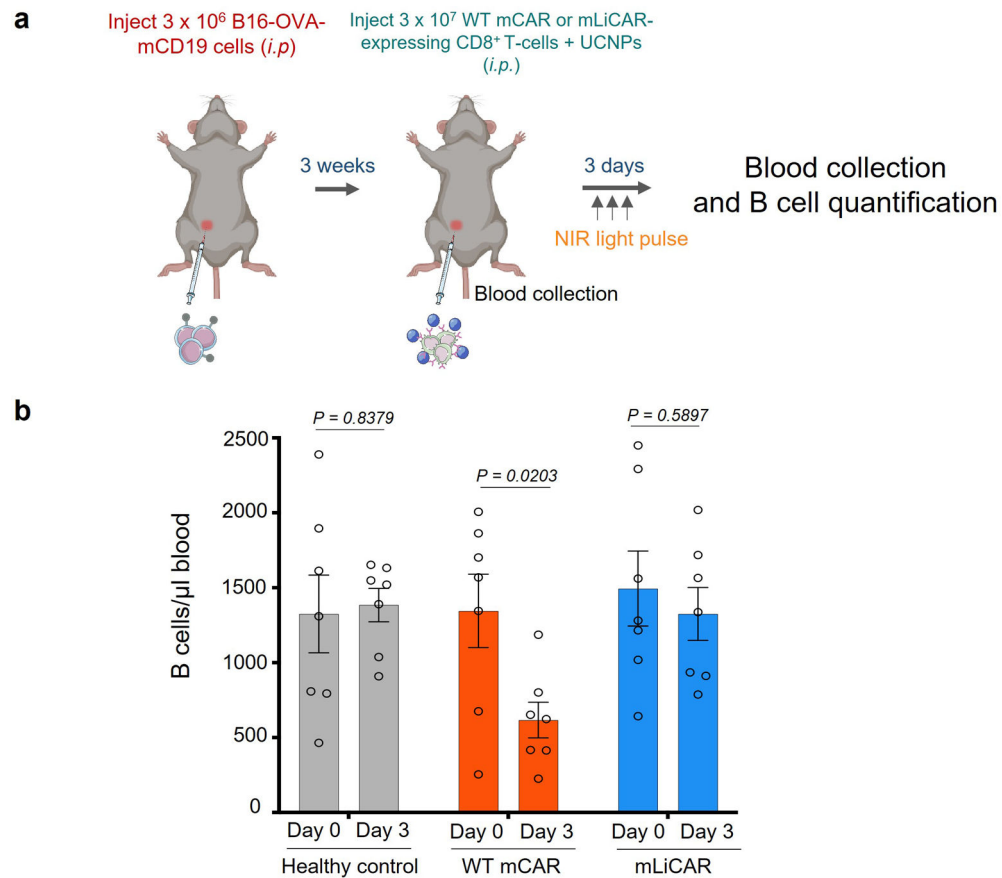 a
Inject 3 x 10⁶ B16-OVA-
mCD19 cells (i.p)
Inject 3 x 10⁷ WT mCAR or mLiCAR-
expressing CD8⁺ T-cells + UCNPs
(i.p.)
3 weeks
3 days
NIR light pulse
Blood collection
Blood collection
and B cell quantification
b
P = 0.8379
P = 0.0203
P = 0.5897
B cells/μl blood
2500
2000
1500
1000
500
0
Day 0 Day 3 Day 0 Day 3 Day 0 Day 3
Healthy control WT mCAR mLiCAR